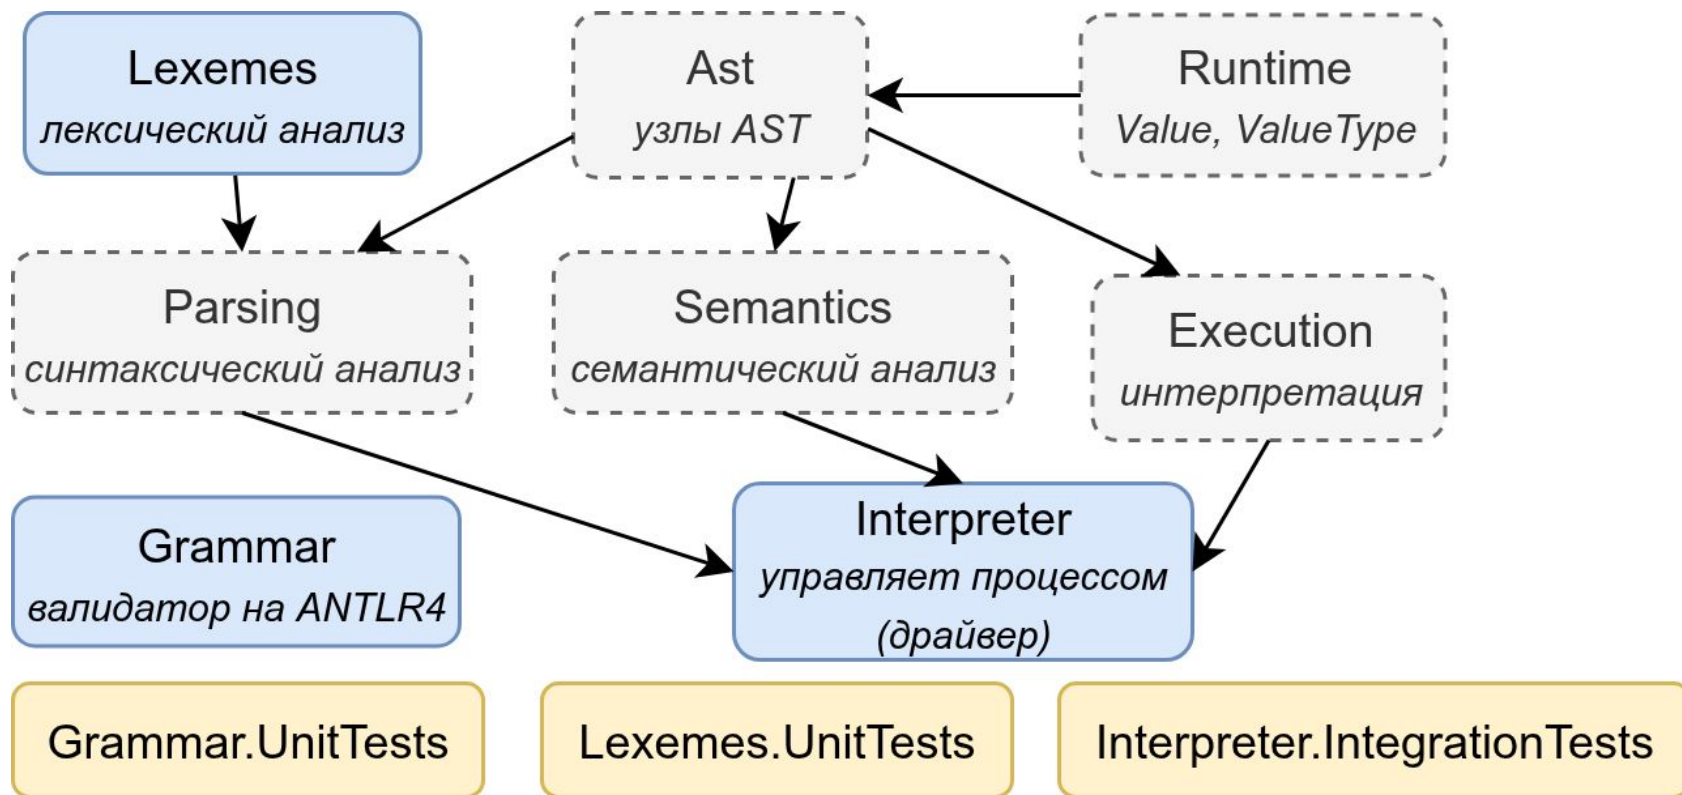 Lexemes
лексический анализ
Ast
узлы AST
Runtime
Value, ValueType
Parsing
синтаксический анализ
Semantics
семантический анализ
Execution
интерпретация
Grammar
валидатор на ANTLR4
Interpreter
управляет процессом
(драйвер)
Grammar.UnitTests
Lexemes.UnitTests
Interpreter.IntegrationTests